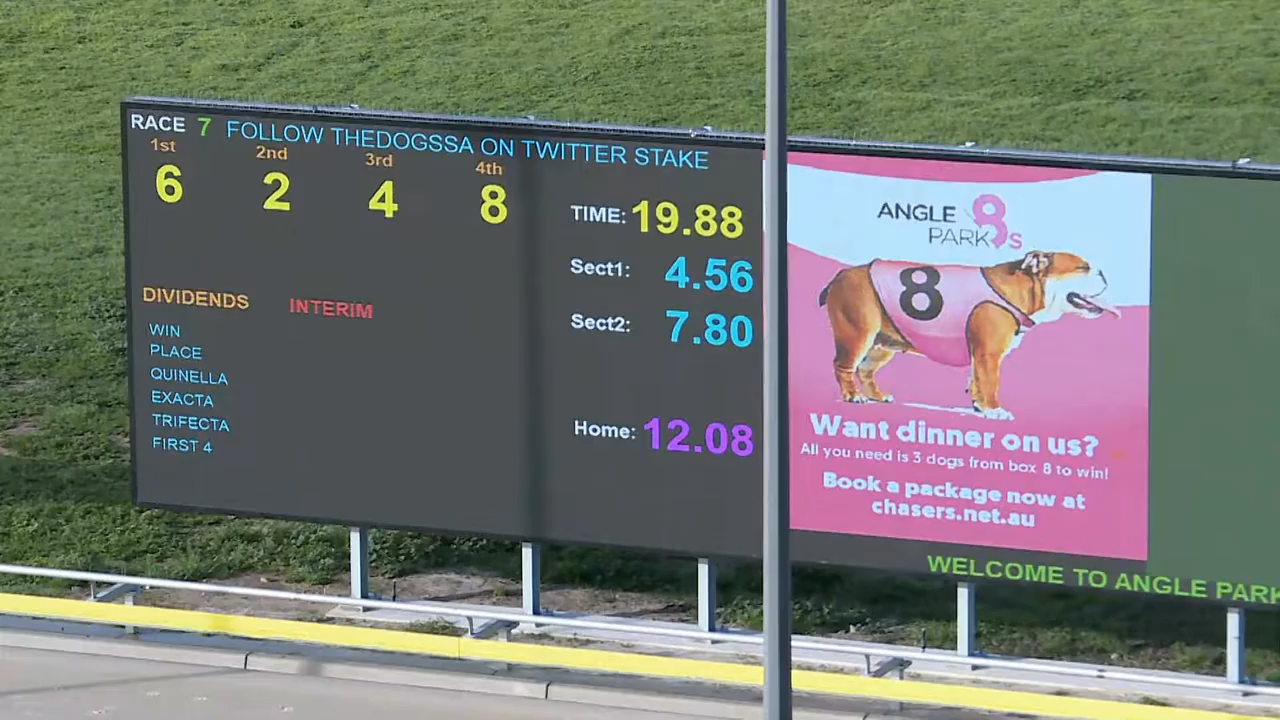 RACE 7 FOLLOW THEDOGSSA ON TWITTER STAKE
1st 2nd 3rd 4th
6 2 4 8
TIME: 19.88
Sect1: 4.56
Sect2: 7.80
Home: 12.08
DIVIDENDS INTERIM
WIN
PLACE
QUINELLA
EXACTA
TRIFECTA
FIRST 4
ANGLE
PARK 8s
8
Want dinner on us?
All you need is 3 dogs from box 8 to win!
Book a package now at
chasers.net.au
WELCOME TO ANGLE PARK